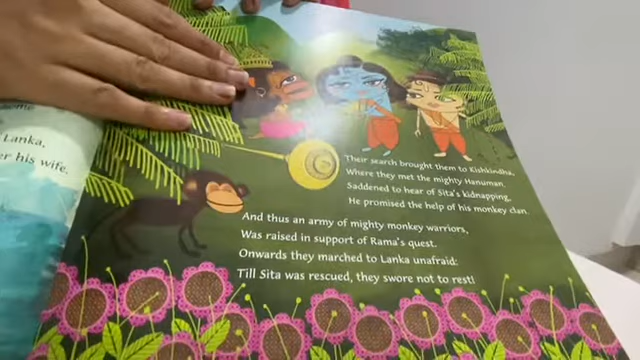 Lanka,
his wife.
Their search brought them to Kishkindha,
Where they met the mighty Hanuman.
Saddened to hear of Sita's kidnapping,
He promised the help of his monkey clan.
And thus an army of mighty monkey warriors,
Was raised in support of Rama's quest.
Onwards they marched to Lanka unafraid:
Till Sita was rescued, they swore not to rest!